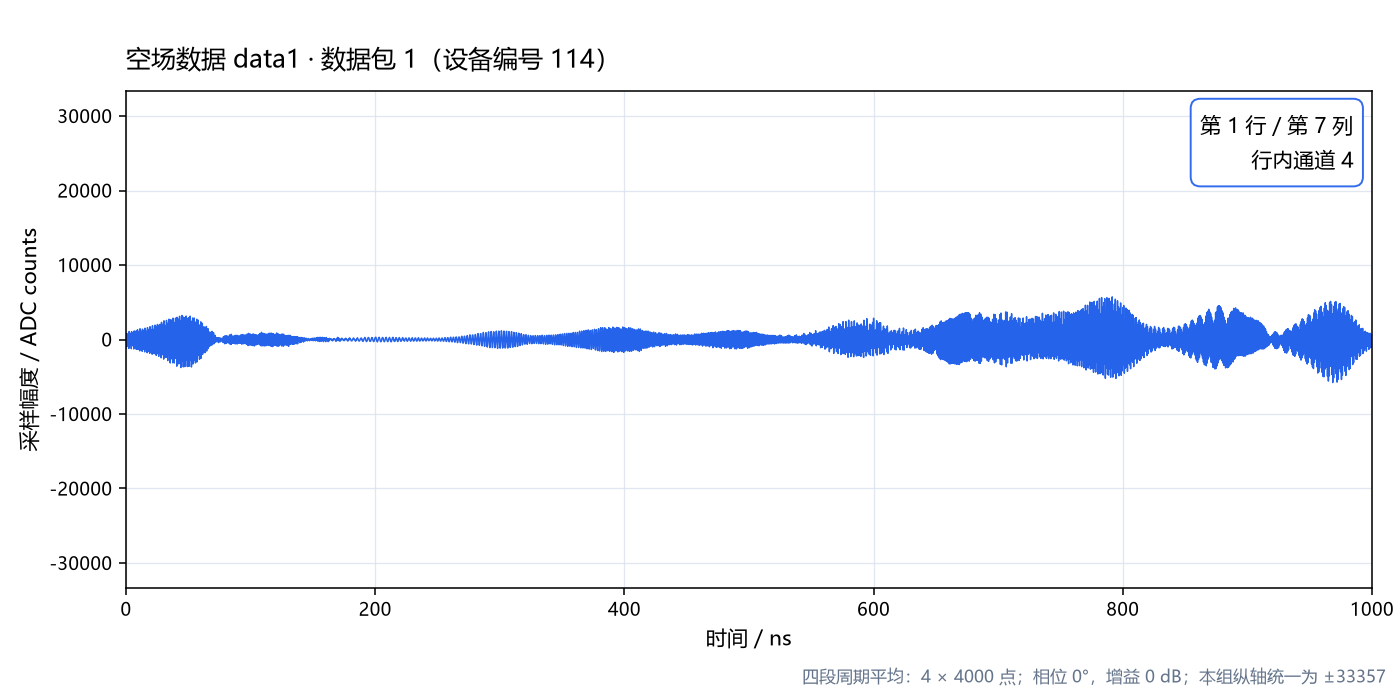 空场数据 data1 · 数据包 1（设备编号 114）
第 1 行 / 第 7 列
行内通道 4
30000
20000
10000
0
-10000
-20000
-30000
采样幅度 / ADC counts
0 200 400 600 800 1000
时间 / ns
四段周期平均：4 × 4000 点；相位 0°，增益 0 dB；本组纵轴统一为 ±33357